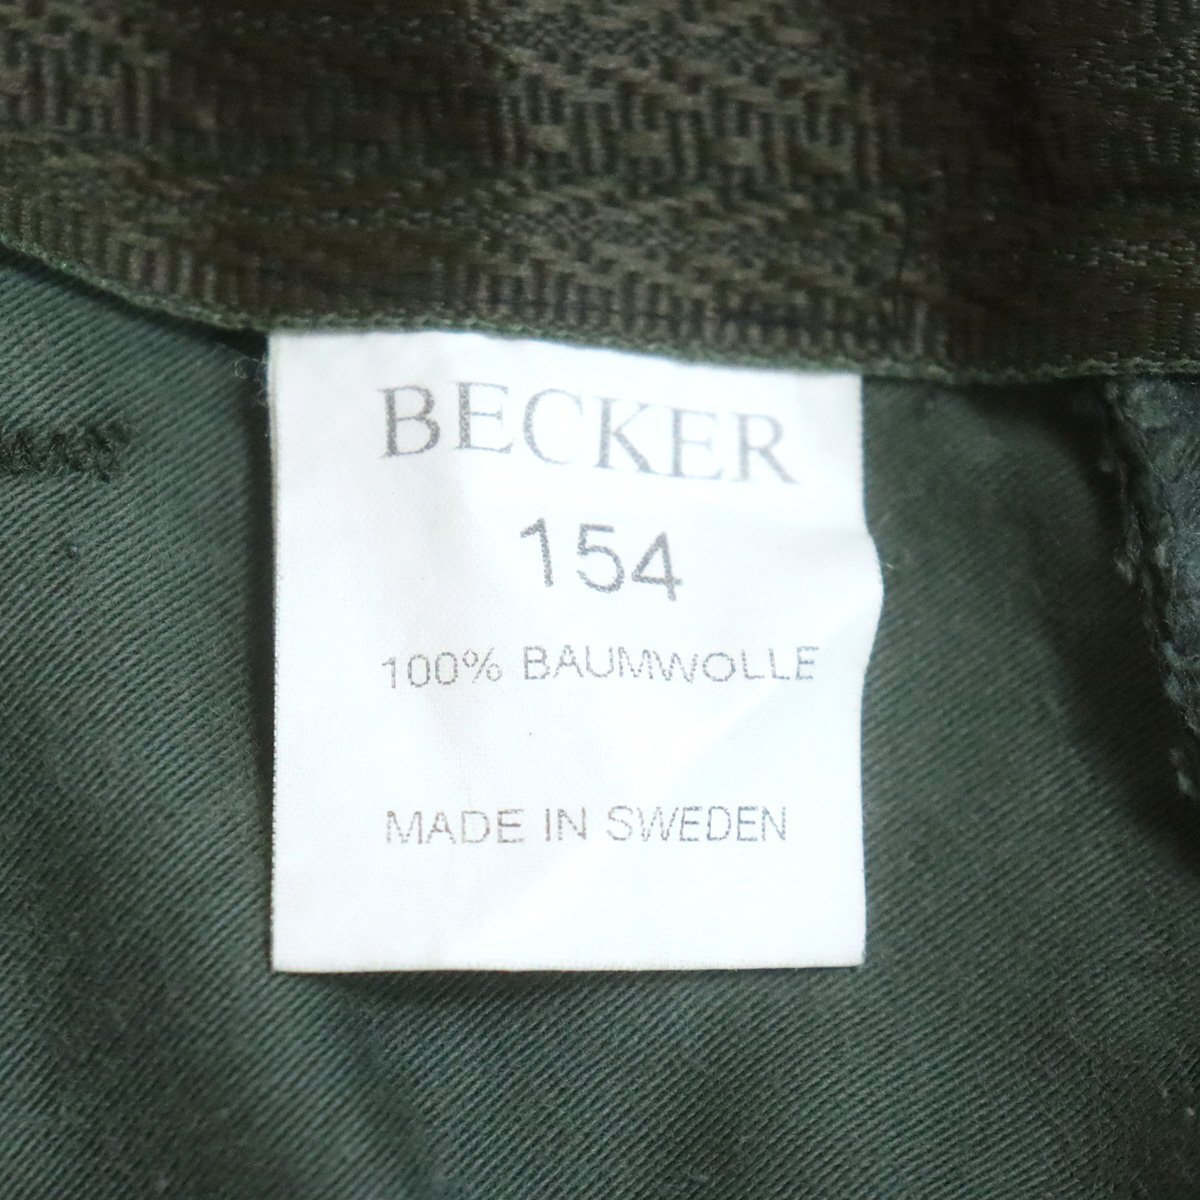 BECKER
154
100% BAUMWOLLE
MADE IN SWEDEN